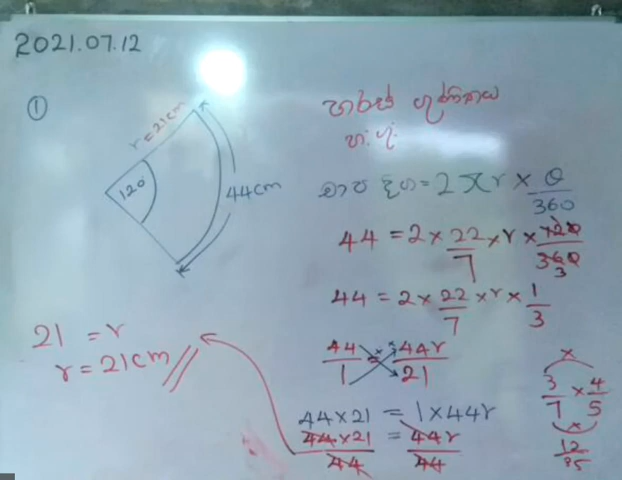 2021.07.12
①
r = 21cm
120°
44cm
චාප දිග = 2πr × θ/360
44 = 2 × 22/7 × r × 120/360 3
44 = 2 × 22/7 × r × 1/3
44/1 = 44r/21
44×21 = 1×44r
44×21/44 = 44r/44
21 = r
r = 21cm //
3/7 × 4/5
12/35